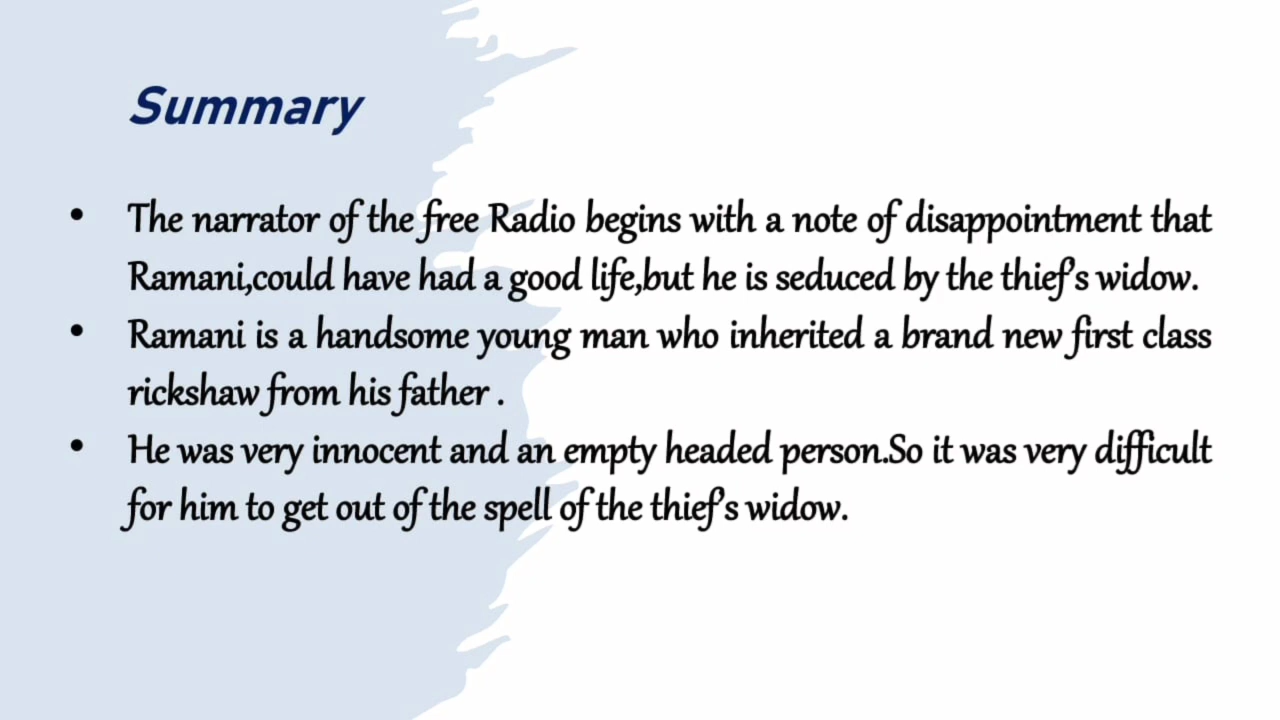 Summary
• The narrator of the free Radio begins with a note of disappointment that
Ramani,could have had a good life,but he is seduced by the thief's widow.
• Ramani is a handsome young man who inherited a brand new first class
rickshaw from his father .
• He was very innocent and an empty headed person.So it was very difficult
for him to get out of the spell of the thief's widow.